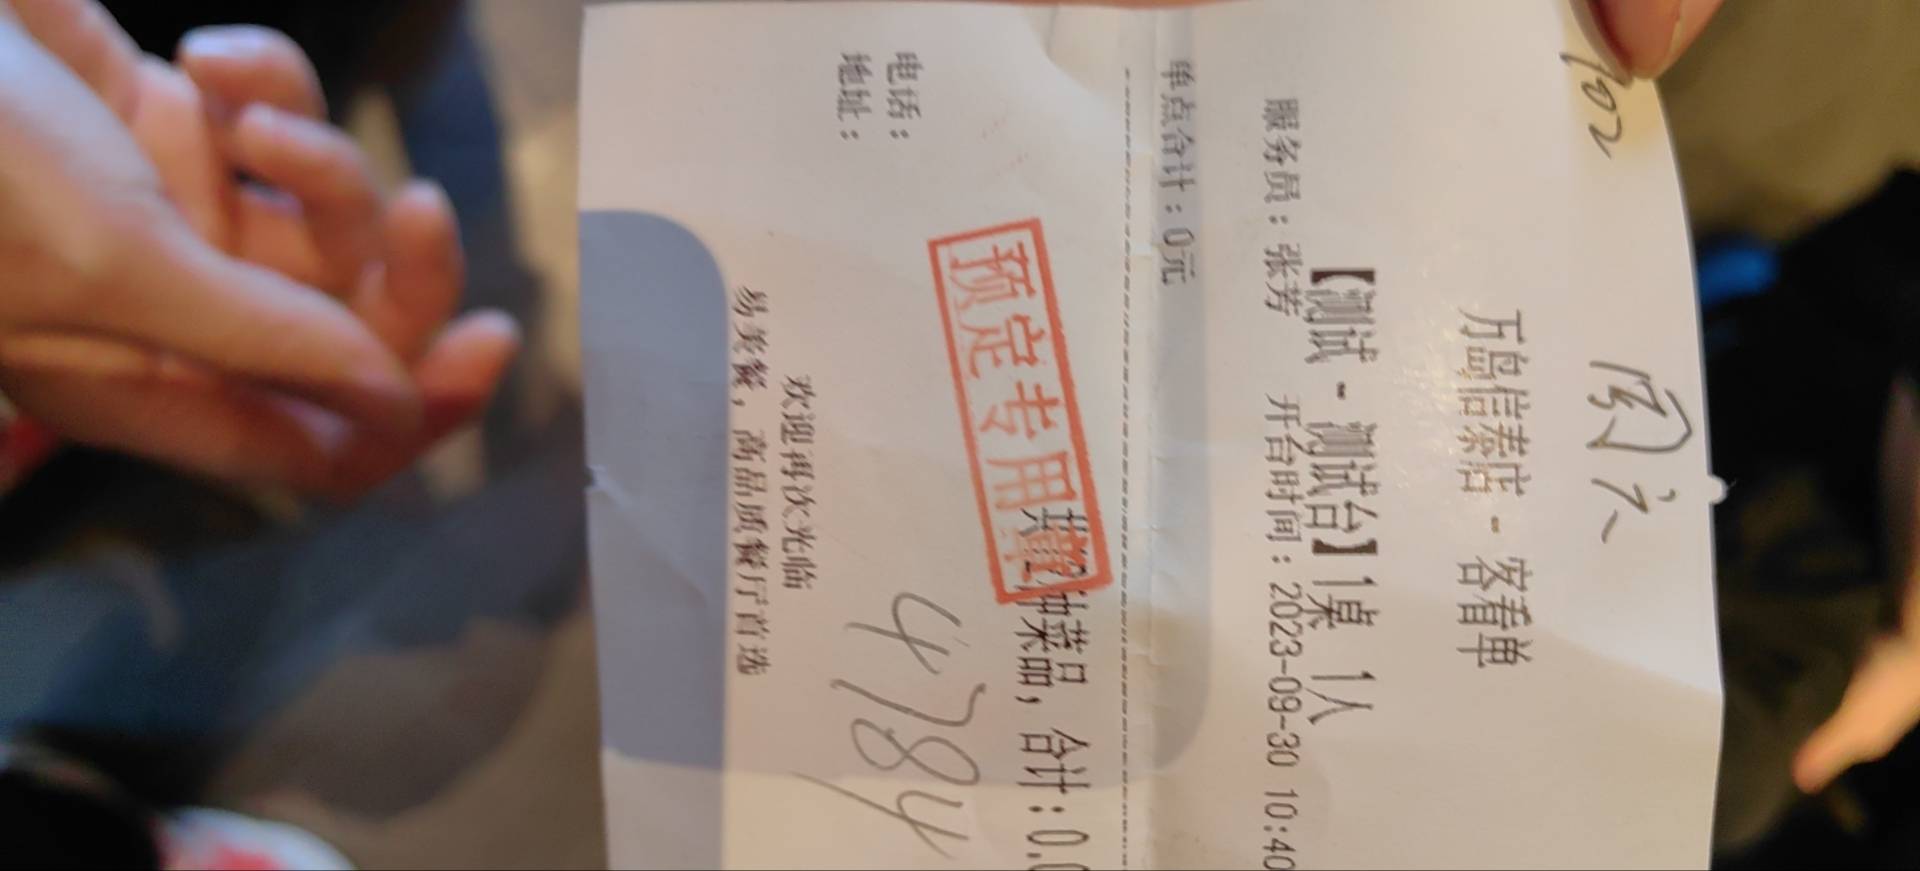 702 周六
万岛信泰店 - 客看单
【测试 - 测试台】1桌 1人
服务员：张芳 开台时间：2023-09-30 10:40
单点合计：0元
预定专用章
种菜品，合计：0.0
电话：
4784
地址：
欢迎再次光临
易美餐，高品质餐厅首选